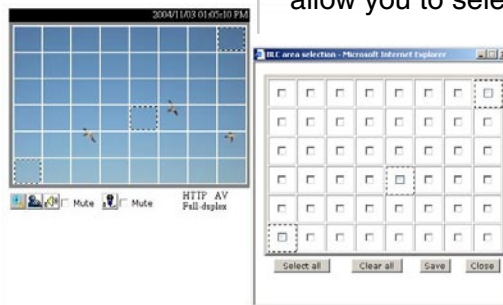 allow you to sele
2004/11/03 01:05:10 PM
BLC area selection - Microsoft Internet Explorer
Mute
Mute
HTTP AV
Full-duplex
Select all
Clear all
Save
Close